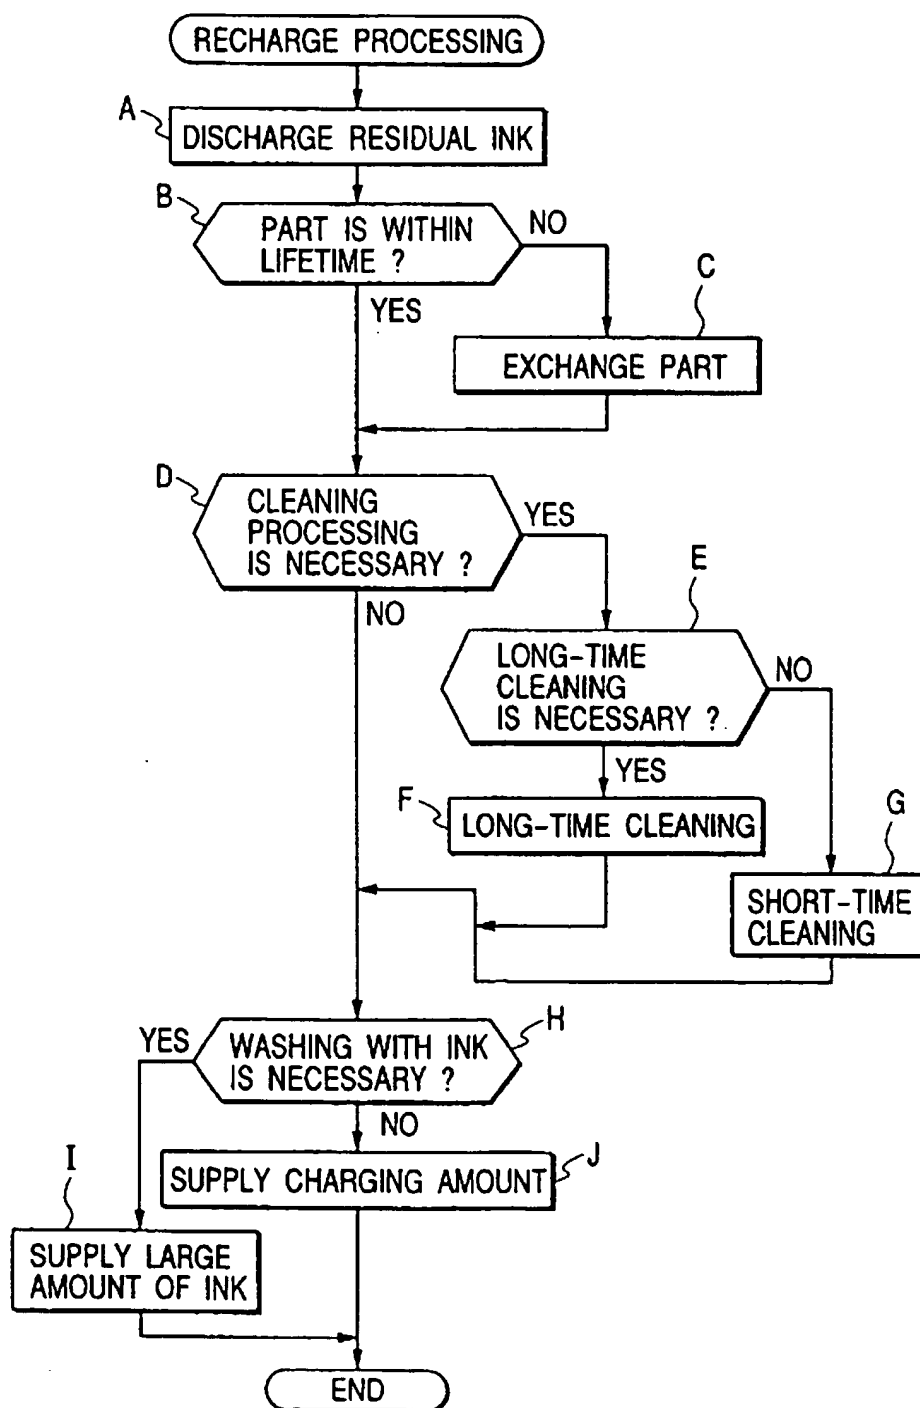 RECHARGE PROCESSING
A
DISCHARGE RESIDUAL INK
B
PART IS WITHIN
LIFETIME ?
NO
YES
C
EXCHANGE PART
D
CLEANING
PROCESSING
IS NECESSARY ?
YES
NO
E
LONG-TIME
CLEANING
IS NECESSARY ?
NO
YES
F
LONG-TIME CLEANING
G
SHORT-TIME
CLEANING
H
YES
WASHING WITH INK
IS NECESSARY ?
NO
I
J
SUPPLY CHARGING AMOUNT
SUPPLY LARGE
AMOUNT OF INK
END